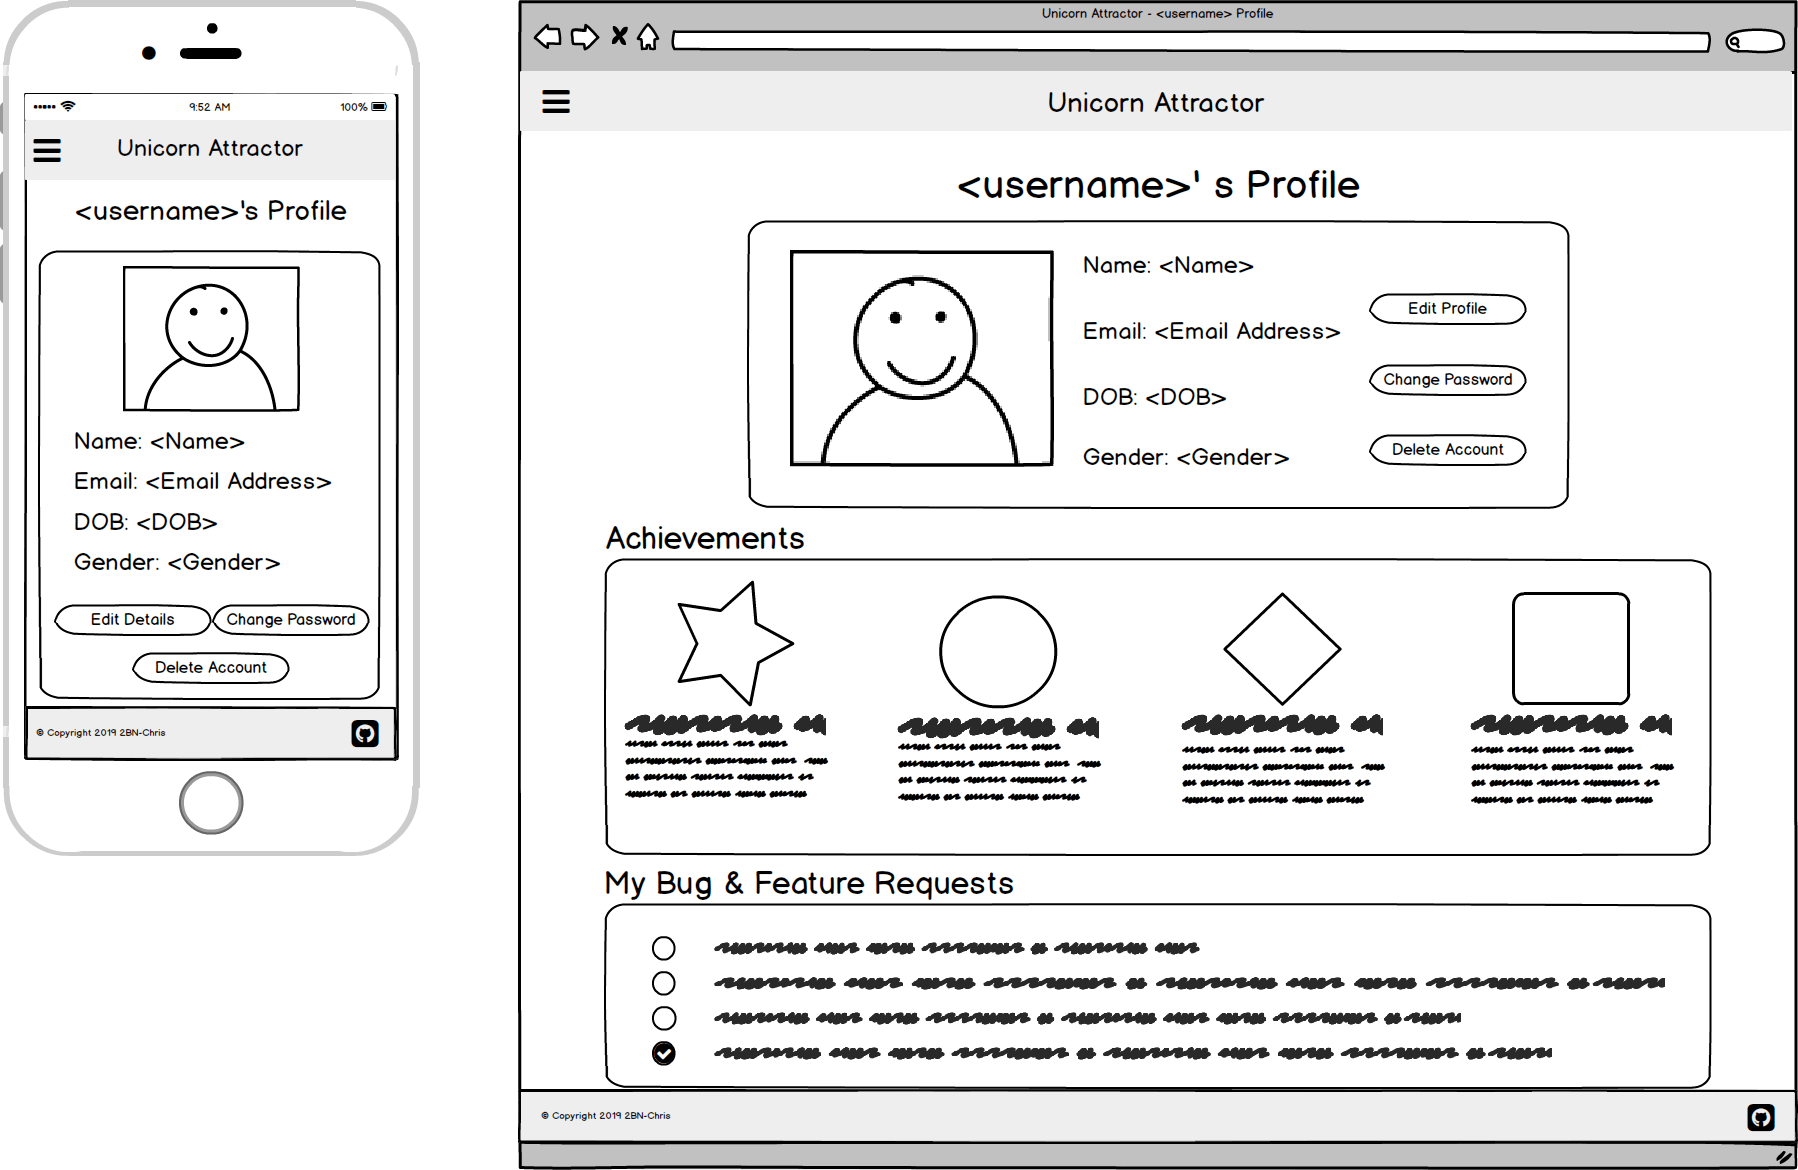 9:52 AM
100%
Unicorn Attractor
<username>'s Profile
Name: <Name>
Email: <Email Address>
DOB: <DOB>
Gender: <Gender>
Edit Details
Change Password
Delete Account
© Copyright 2019 2BN-Chris
Unicorn Attractor - <username> Profile
Unicorn Attractor
<username>' s Profile
Name: <Name>
Email: <Email Address>
DOB: <DOB>
Gender: <Gender>
Edit Profile
Change Password
Delete Account
Achievements
My Bug & Feature Requests
© Copyright 2019 2BN-Chris